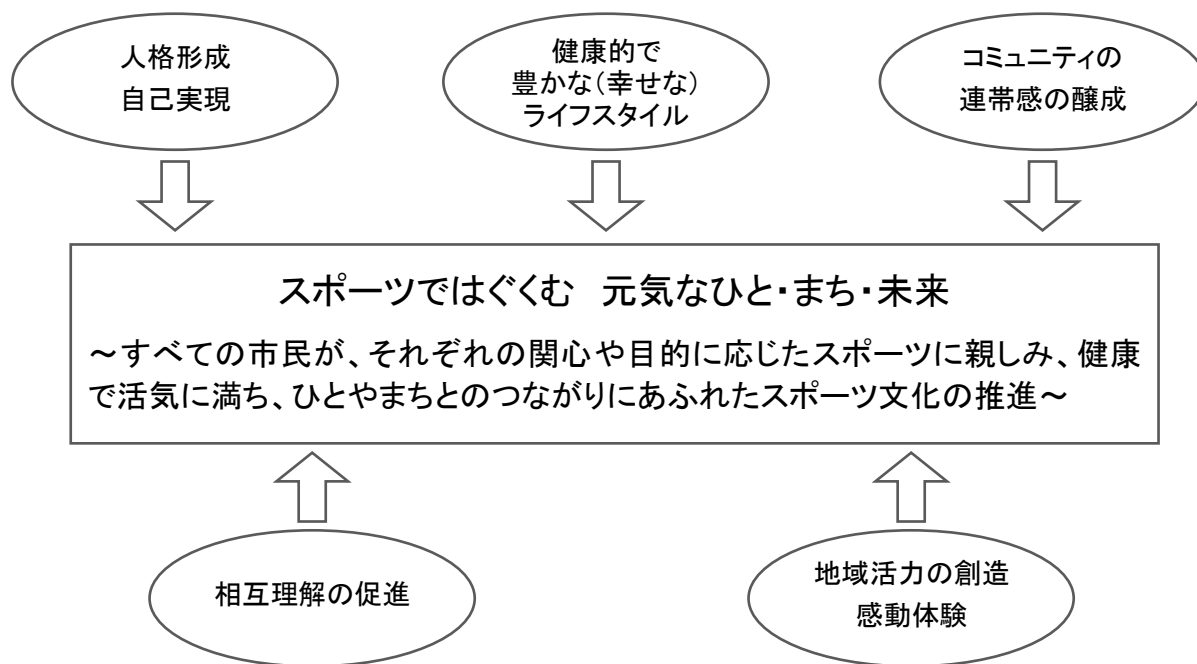 人格形成
自己実現
健康的で
豊かな(幸せな)
ライフスタイル
コミュニティの
連帯感の醸成
スポーツではぐくむ　元気なひと・まち・未来
～すべての市民が、それぞれの関心や目的に応じたスポーツに親しみ、健康
で活気に満ち、ひとやまちとのつながりにあふれたスポーツ文化の推進～
相互理解の促進
地域活力の創造
感動体験